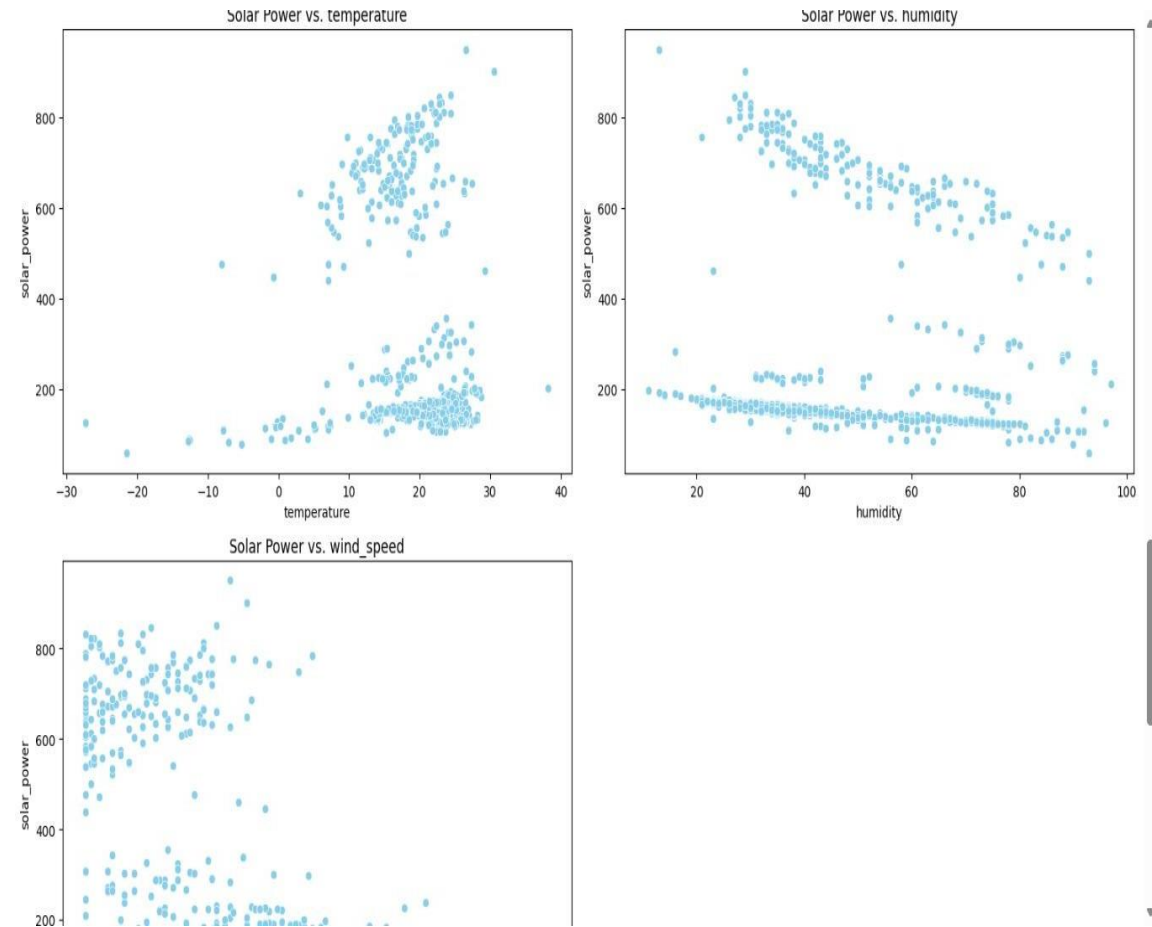 Solar Power vs. temperature
solar_power
800
600
400
200
−30 −20 −10 0 10 20 30 40
temperature
Solar Power vs. humidity
solar_power
800
600
400
200
20 40 60 80 100
humidity
Solar Power vs. wind_speed
solar_power
800
600
400
200